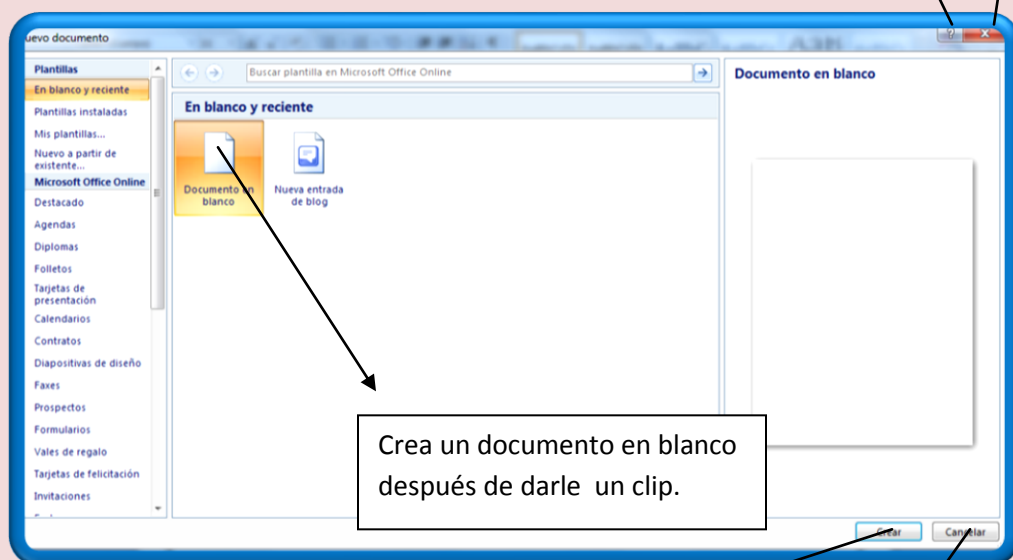 uevo documento
?
x
Plantillas
En blanco y reciente
Plantillas instaladas
Mis plantillas...
Nuevo a partir de
existente...
Microsoft Office Online
Destacado
Agendas
Diplomas
Folletos
Tarjetas de
presentación
Calendarios
Contratos
Diapositivas de diseño
Faxes
Prospectos
Formularios
Vales de regalo
Tarjetas de felicitación
Invitaciones
Buscar plantilla en Microsoft Office Online
En blanco y reciente
Documento en
blanco
Nueva entrada
de blog
Documento en blanco
Crea un documento en blanco
después de darle un clip.
Crear
Cancelar